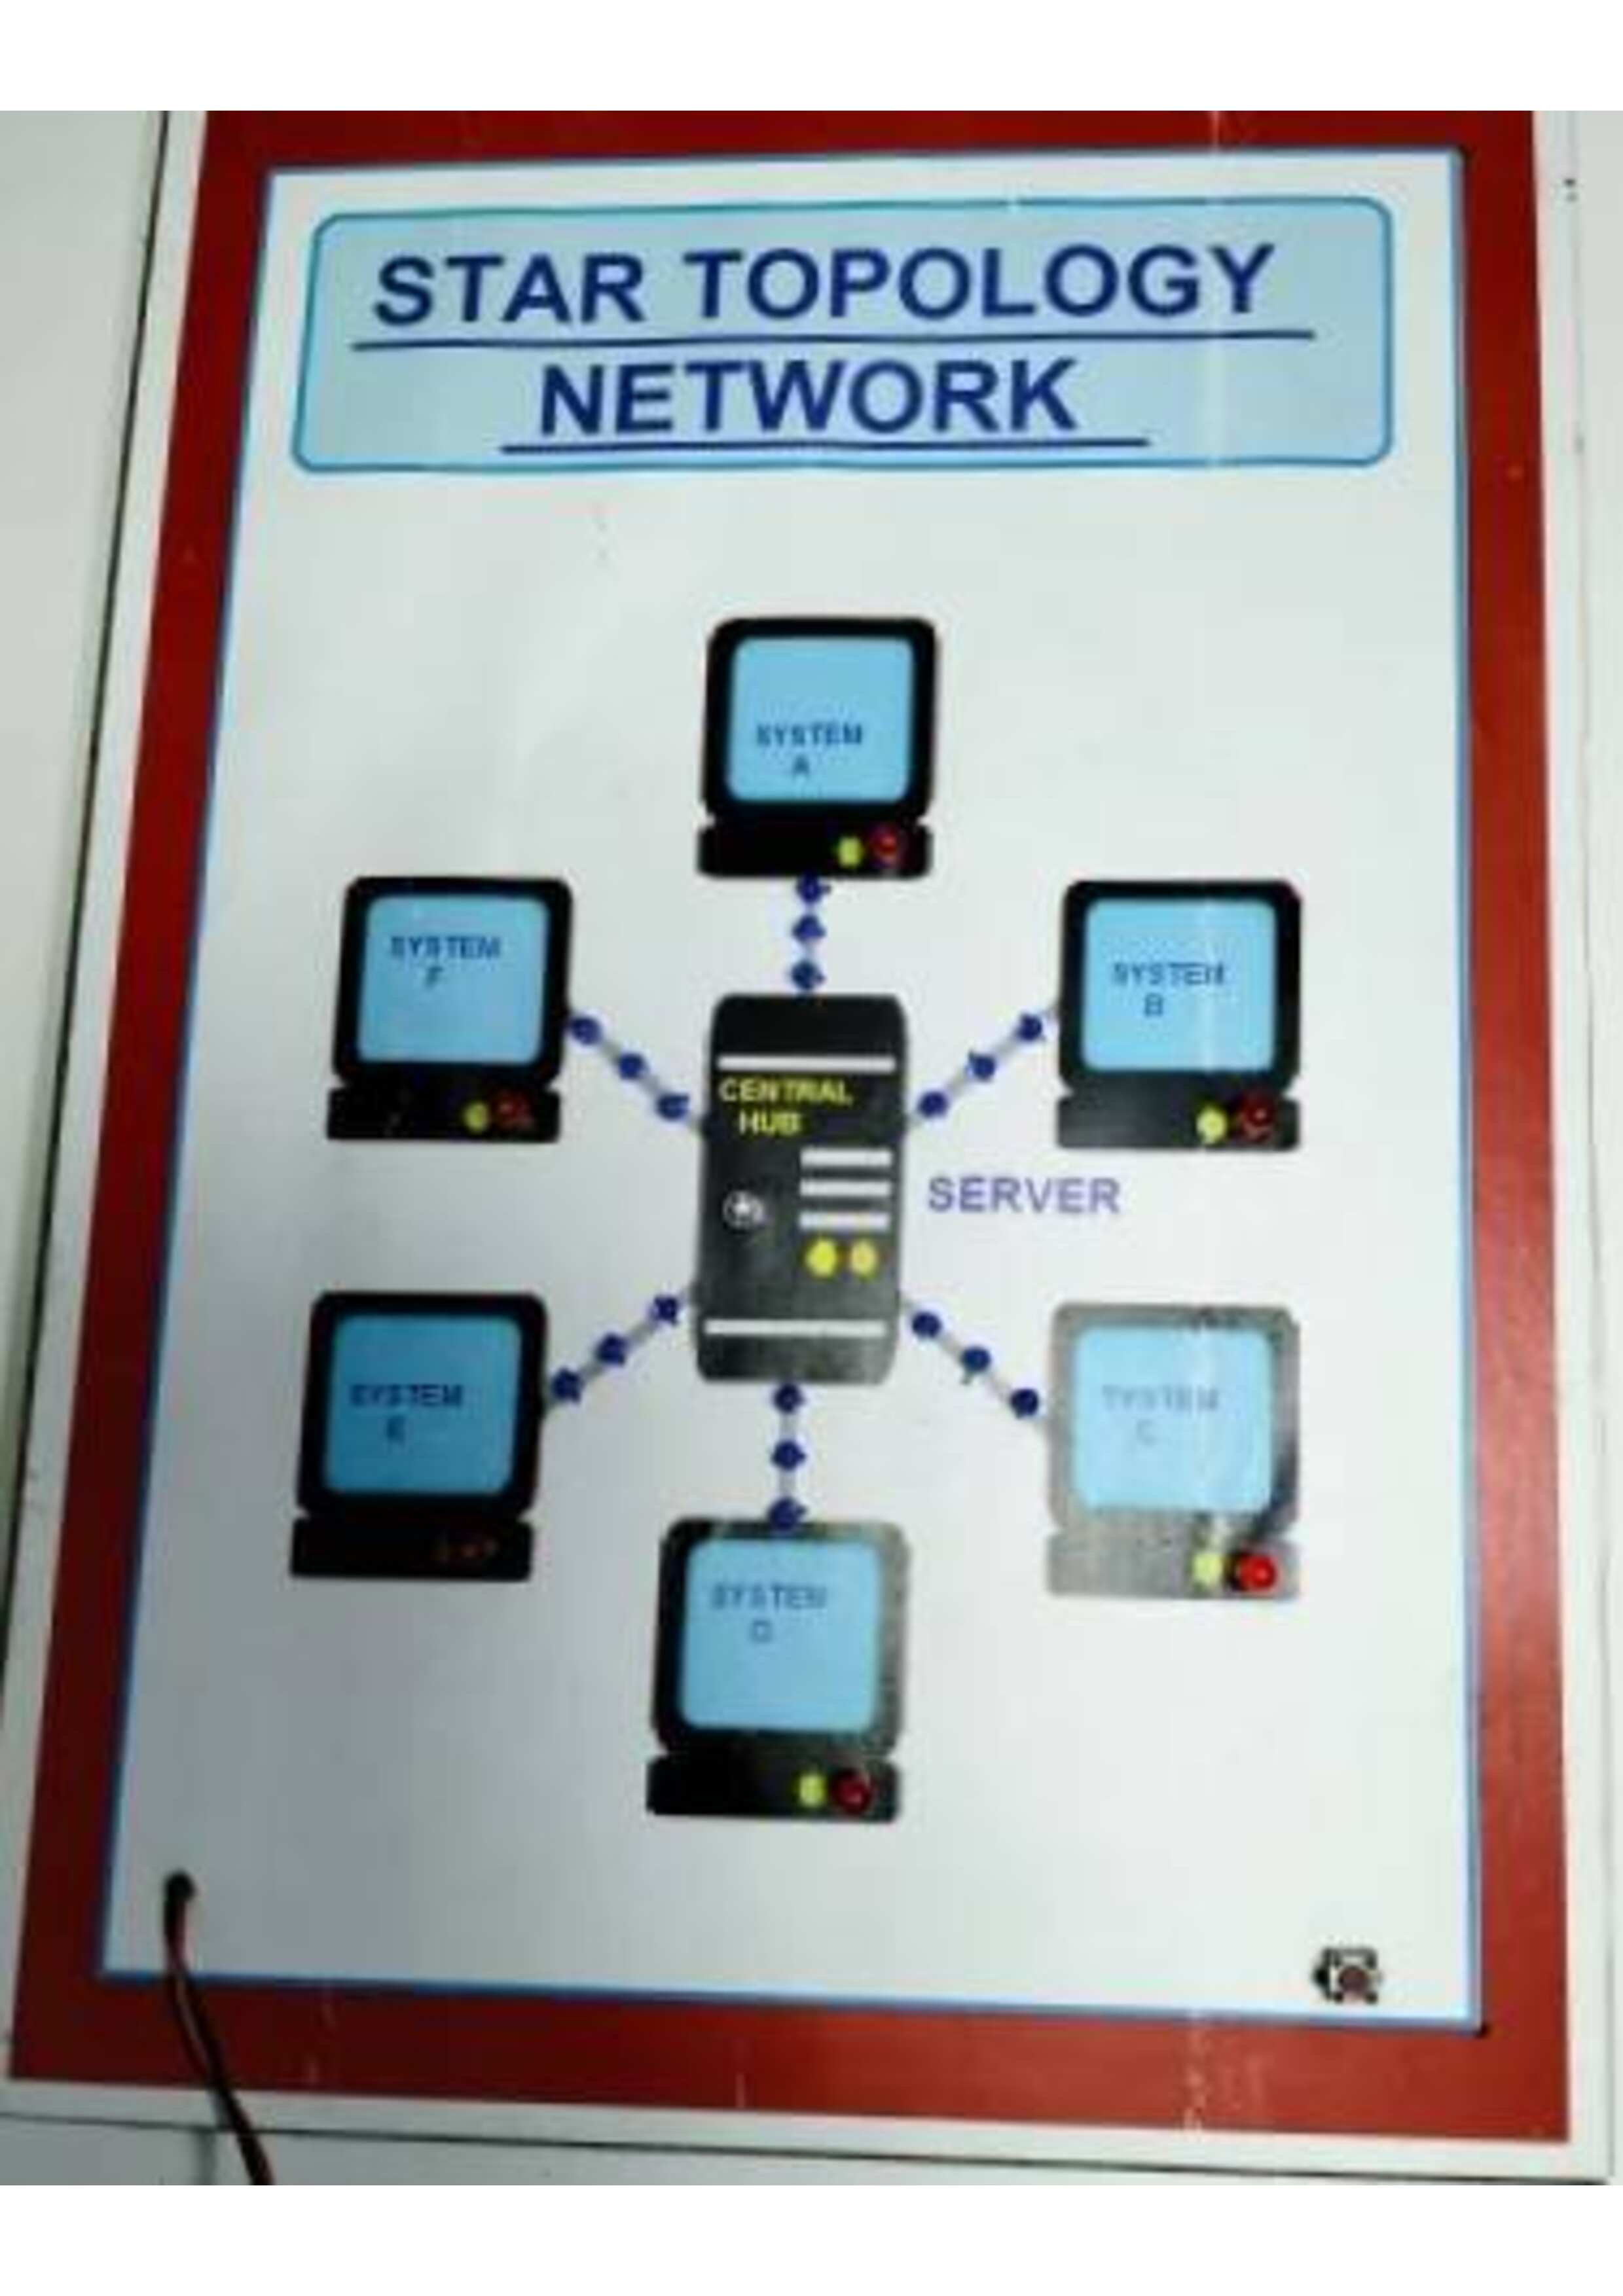 STAR TOPOLOGY
NETWORK
SYSTEM
A
SYSTEM
F
SYSTEM
B
CENTRAL
HUB
SERVER
SYSTEM
E
SYSTEM
C
SYSTEM
D